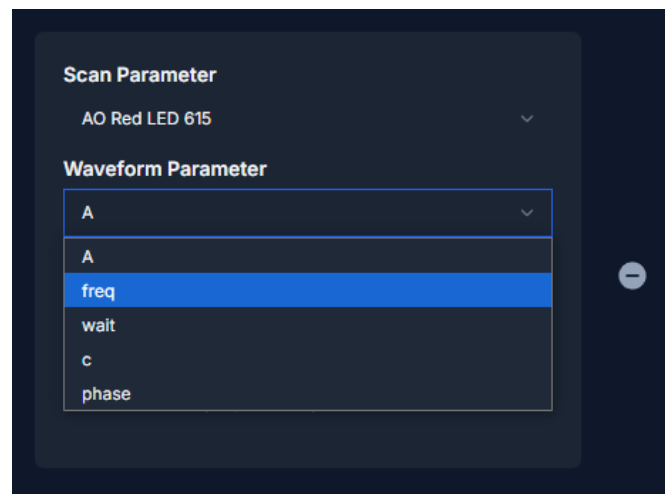 Scan Parameter
AO Red LED 615
Waveform Parameter
A
A
freq
wait
c
phase